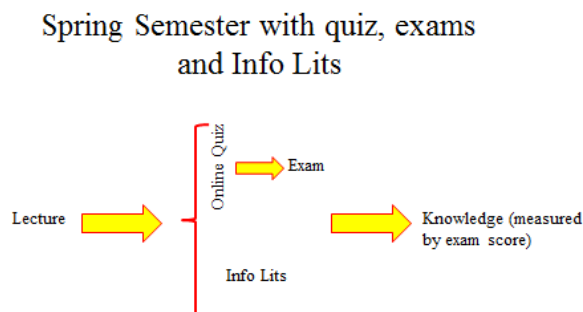 Spring Semester with quiz, exams
and Info Lits
Online Quiz
Exam
Lecture
Knowledge (measured
by exam score)
Info Lits